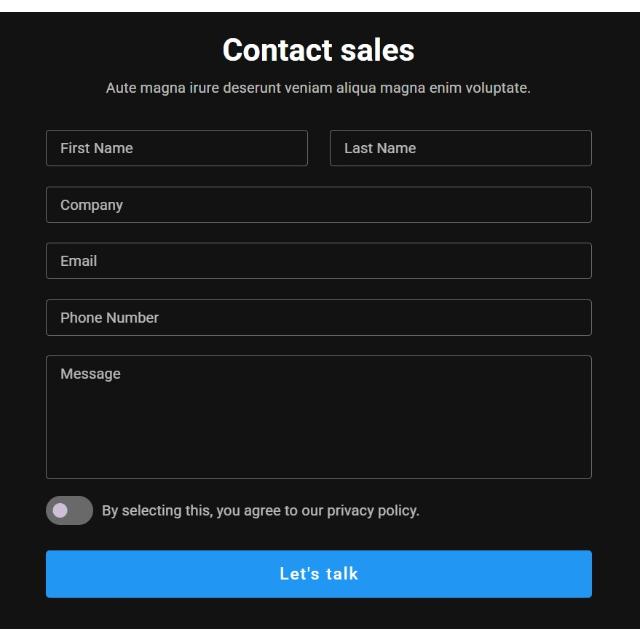 Contact sales
Aute magna irure deserunt veniam aliqua magna enim voluptate.
First Name
Last Name
Company
Email
Phone Number
Message
By selecting this, you agree to our privacy policy.
Let's talk